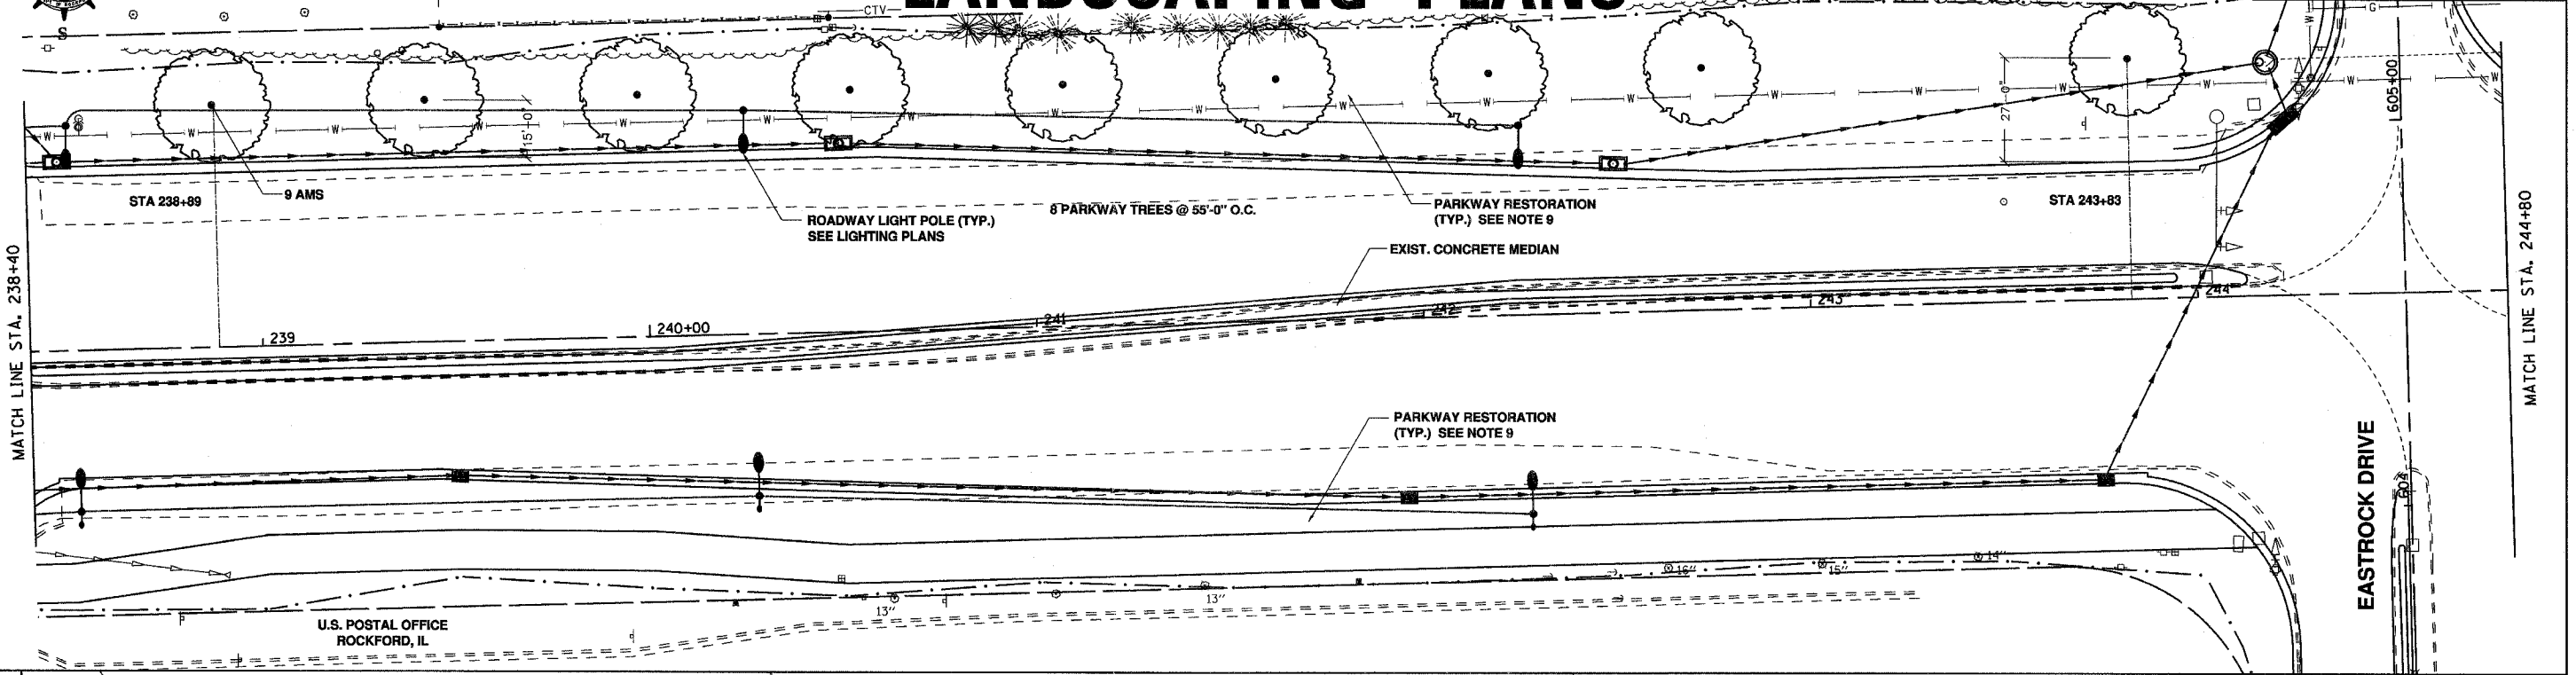 LANDSCAPING PLANS
S
CTV
G
W
W W W W W W W W W W W W W W W W W
15'-0"
27'-0"
605+00
STA 238+89
9 AMS
ROADWAY LIGHT POLE (TYP.)
SEE LIGHTING PLANS
8 PARKWAY TREES @ 55'-0" O.C.
PARKWAY RESTORATION
(TYP.) SEE NOTE 9
STA 243+83
EXIST. CONCRETE MEDIAN
MATCH LINE STA. 238+40
MATCH LINE STA. 244+80
239
240+00
241
242
243
244
PARKWAY RESTORATION
(TYP.) SEE NOTE 9
EASTROCK DRIVE
604
13"
13"
16"
15"
14"
U.S. POSTAL OFFICE
ROCKFORD, IL